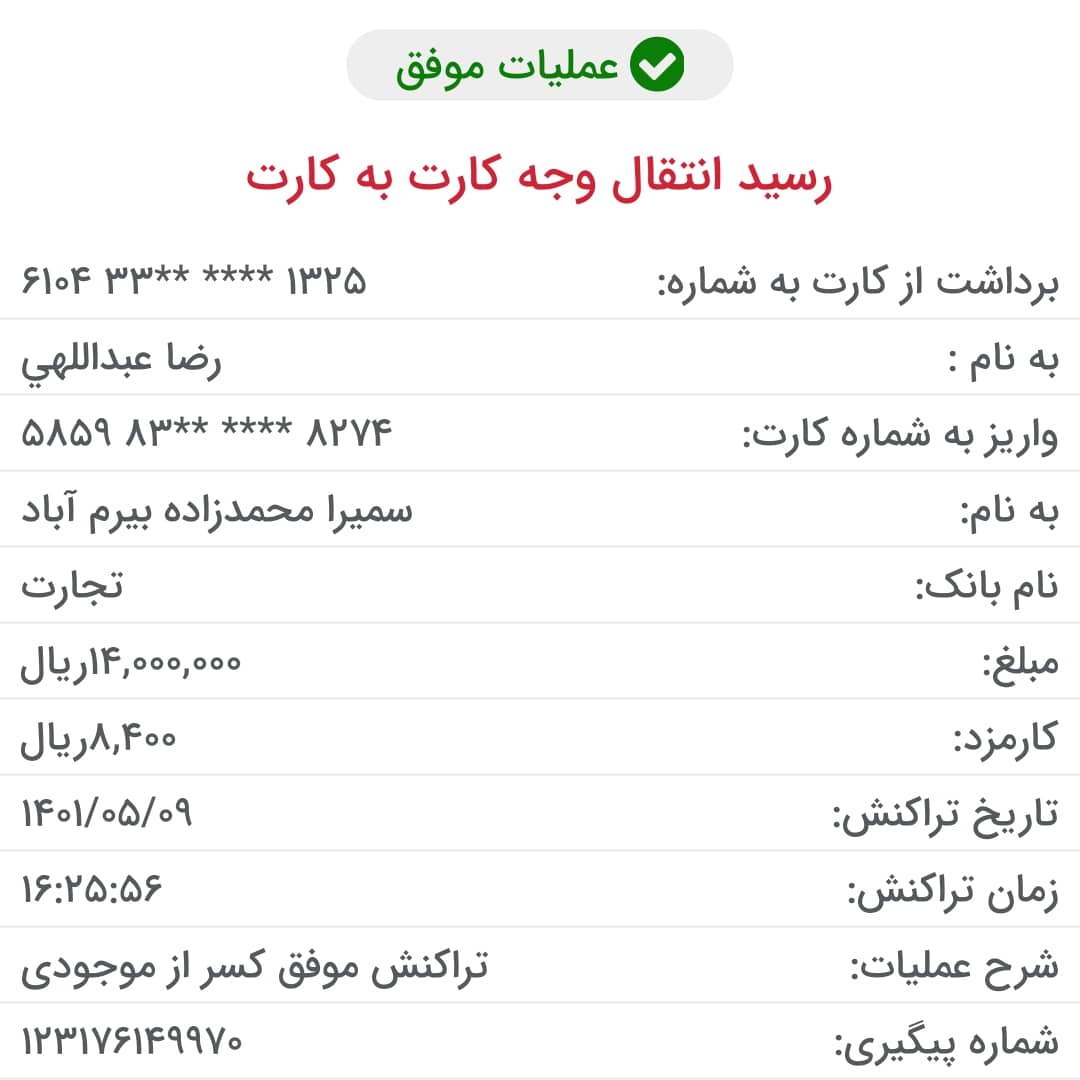 عملیات موفق
رسید انتقال وجه کارت به کارت
برداشت از کارت به شماره: ۶۱۰۴ ۳۳** **** ۱۳۲۵
به نام : رضا عبداللهي
واریز به شماره کارت: ۵۸۵۹ ۸۳** **** ۸۲۷۴
به نام: سمیرا محمدزاده بیرم آباد
نام بانک: تجارت
مبلغ: ۱۴,۰۰۰,۰۰۰ریال
کارمزد: ۸,۴۰۰ریال
تاریخ تراکنش: ۱۴۰۱/۰۵/۰۹
زمان تراکنش: ۱۶:۲۵:۵۶
شرح عملیات: تراکنش موفق کسر از موجودی
شماره پیگیری: ۱۲۳۱۷۶۱۴۹۹۷۰